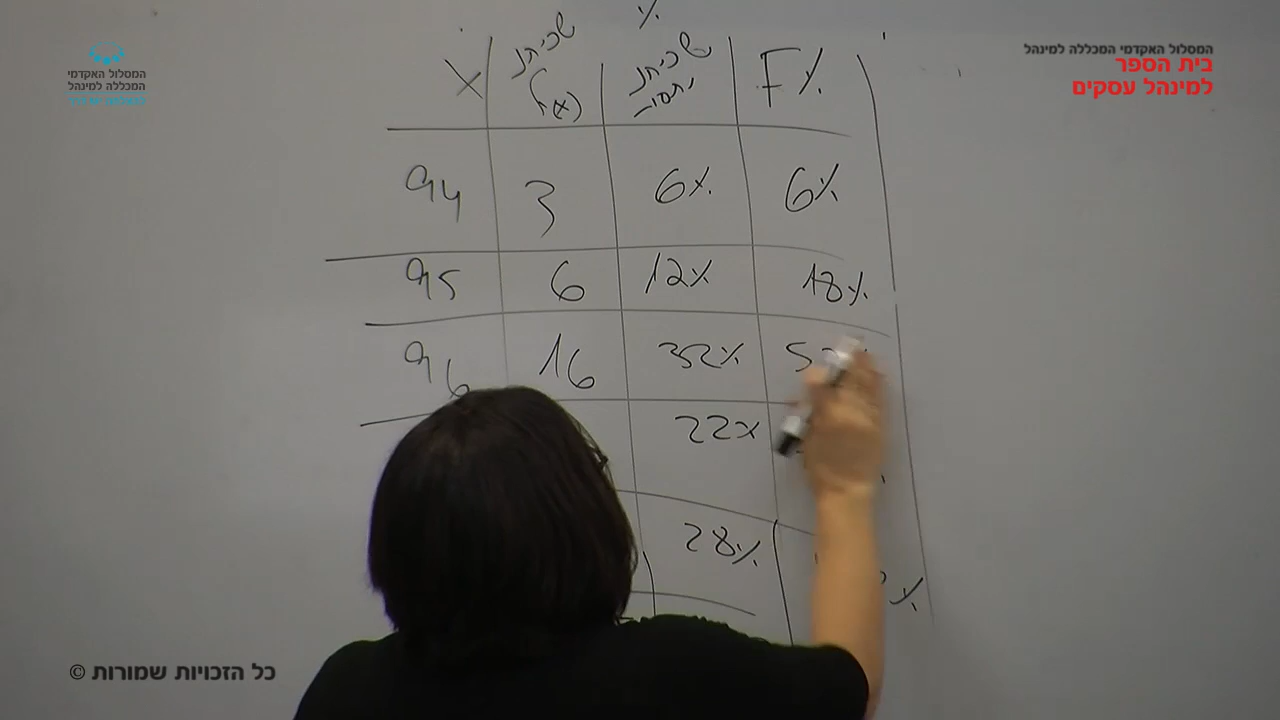 המסלול האקדמי המכללה למינהל
בית הספר
למינהל עסקים
המסלול האקדמי
המכללה למינהל
%
X שכיחות f(x) שכיחות יחסית F%
94 3 6% 6%
95 6 12% 18%
96 16 32% 5
22%
28% %
כל הזכויות שמורות ©